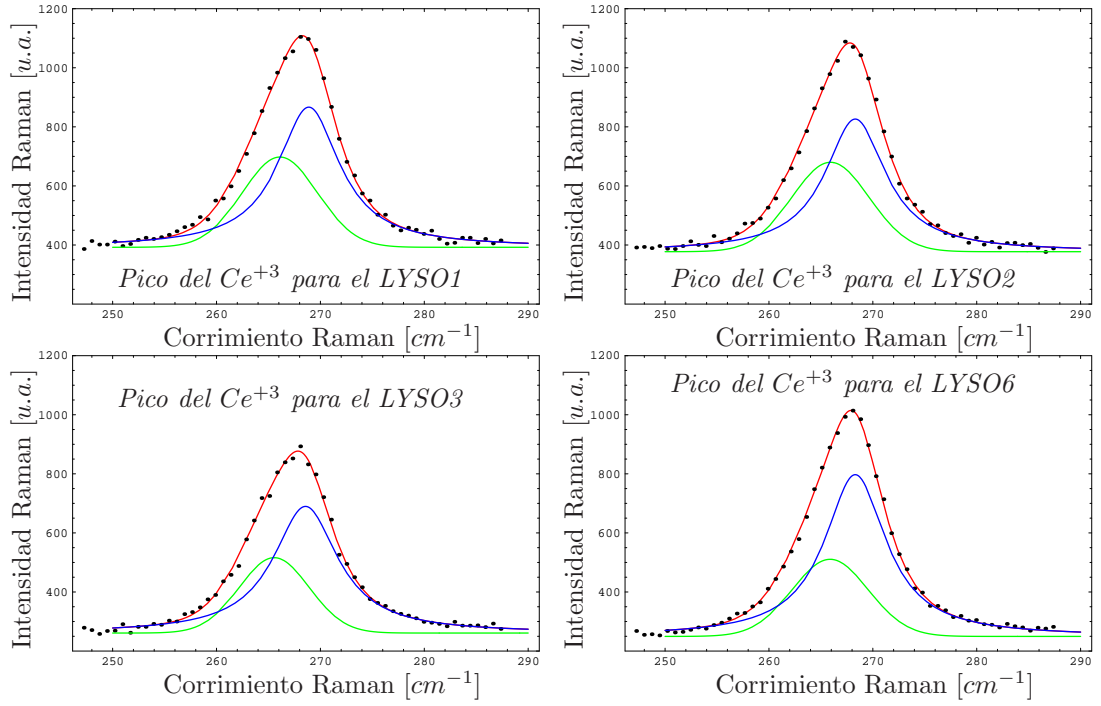 1200
1000
800
600
400
250 260 270 280 290
Intensidad Raman [u.a.]
Pico del Ce+3 para el LYSO1
Corrimiento Raman [cm−1]
1200
1000
800
600
400
250 260 270 280 290
Intensidad Raman [u.a.]
Pico del Ce+3 para el LYSO2
Corrimiento Raman [cm−1]
1200
1000
800
600
400
250 260 270 280 290
Intensidad Raman [u.a.]
Pico del Ce+3 para el LYSO3
Corrimiento Raman [cm−1]
1200
1000
800
600
400
250 260 270 280 290
Intensidad Raman [u.a.]
Pico del Ce+3 para el LYSO6
Corrimiento Raman [cm−1]